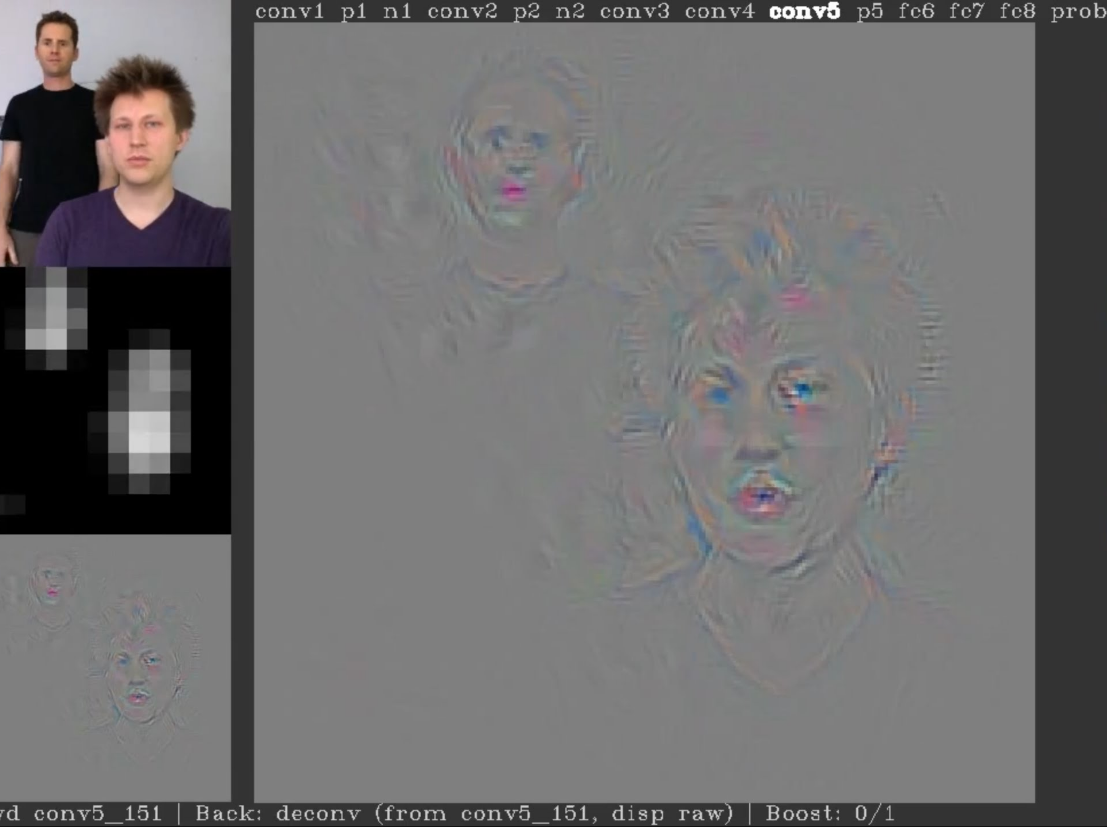 conv1 p1 n1 conv2 p2 n2 conv3 conv4 conv5 p5 fc6 fc7 fc8 prob
wd conv5_151 | Back: deconv (from conv5_151, disp raw) | Boost: 0/1